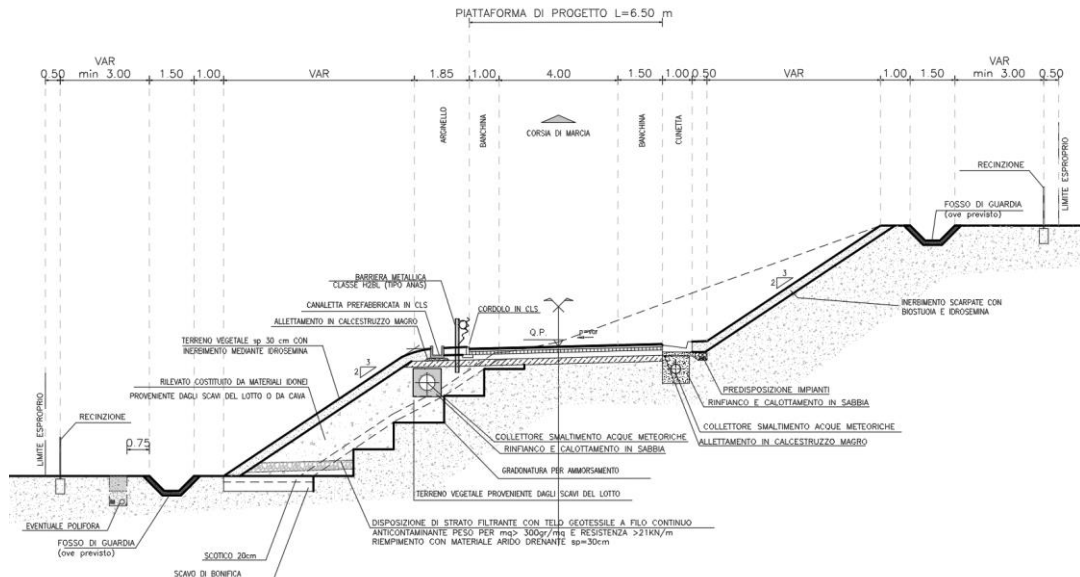 PIATTAFORMA DI PROGETTO L=6.50 m
VAR
VAR
0.50 min 3.00 1.50 1.00 VAR 1.85 1.00 4.00 1.50 1.00 0.50 VAR 1.00 1.50 min 3.00 0.50
ARGINELLO
BANCHINA
CORSIA DI MARCIA
BANCHINA
CUNETTA
LIMITE ESPROPRIO
RECINZIONE
FOSSO DI GUARDIA
(ove previsto)
BARRIERA METALLICA
CLASSE H2BL (TIPO ANAS)
CANALETTA PREFABBRICATA IN CLS
CORDOLO IN CLS
ALLETTAMENTO IN CALCESTRUZZO MAGRO
3
2
INERBIMENTO SCARPATE CON
BIOSTUOIA E IDROSEMINA
TERRENO VEGETALE sp 30 cm CON
INERBIMENTO MEDIANTE IDROSEMINA
Q.P.
3
2
RILEVATO COSTITUITO DA MATERIALI IDONEI
PROVENIENTE DAGLI SCAVI DEL LOTTO O DA CAVA
PREDISPOSIZIONE IMPIANTI
RINFIANCO E CALOTTAMENTO IN SABBIA
COLLETTORE SMALTIMENTO ACQUE METEORICHE
ALLETTAMENTO IN CALCESTRUZZO MAGRO
LIMITE ESPROPRIO
RECINZIONE
0.75
COLLETTORE SMALTIMENTO ACQUE METEORICHE
RINFIANCO E CALOTTAMENTO IN SABBIA
GRADONATURA PER AMMORSAMENTO
TERRENO VEGETALE PROVENIENTE DAGLI SCAVI DEL LOTTO
EVENTUALE POLIFORA
FOSSO DI GUARDIA
(ove previsto)
DISPOSIZIONE DI STRATO FILTRANTE CON TELO GEOTESSILE A FILO CONTINUO
ANTICONTAMINANTE PESO PER mq> 300gr/mq E RESISTENZA >21KN/m
RIEMPIMENTO CON MATERIALE ARIDO DRENANTE sp=30cm
SCOTICO 20cm
SCAVO DI BONIFICA